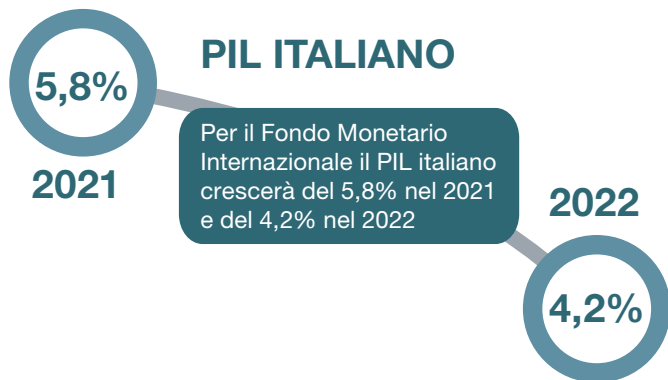 PIL ITALIANO
5,8%
2021
Per il Fondo Monetario
Internazionale il PIL italiano
crescerà del 5,8% nel 2021
e del 4,2% nel 2022
2022
4,2%